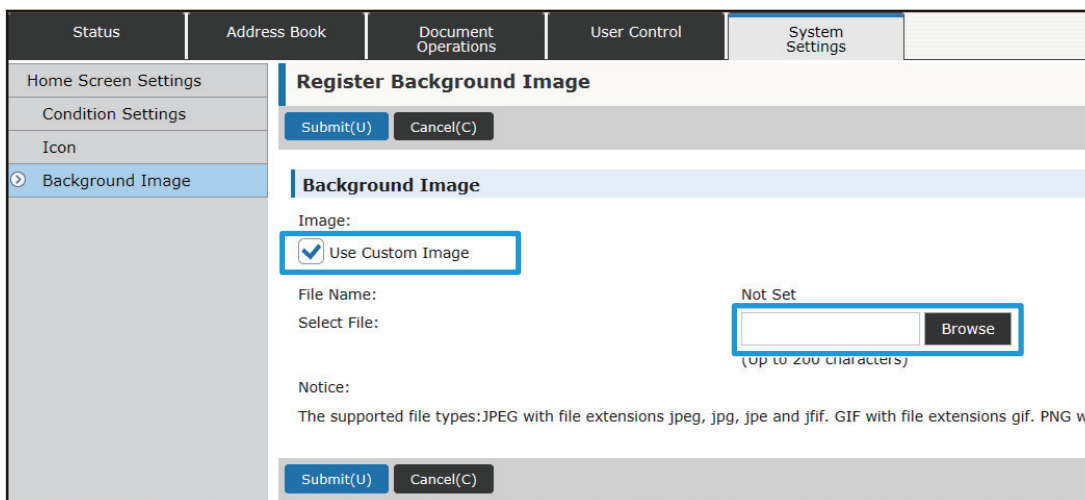 Status
Address Book
Document
Operations
User Control
System
Settings
Home Screen Settings
Condition Settings
Icon
Background Image
Register Background Image
Submit(U)
Cancel(C)
Background Image
Image:
Use Custom Image
File Name:
Not Set
Select File:
Browse
(Up to 200 characters)
Notice:
The supported file types:JPEG with file extensions jpeg, jpg, jpe and jfif. GIF with file extensions gif. PNG
Submit(U)
Cancel(C)